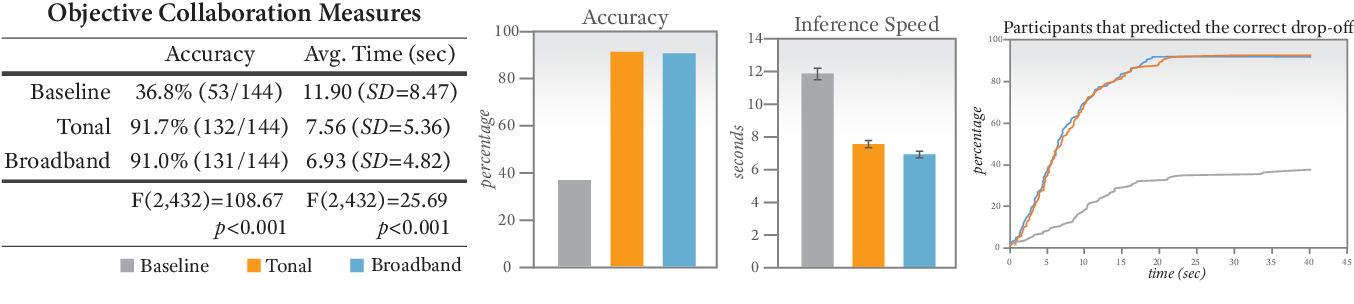 Objective Collaboration Measures
Accuracy Avg. Time (sec)
Baseline 36.8% (53/144) 11.90 (SD=8.47)
Tonal 91.7% (132/144) 7.56 (SD=5.36)
Broadband 91.0% (131/144) 6.93 (SD=4.82)
F(2,432)=108.67 F(2,432)=25.69
p<0.001 p<0.001
Baseline Tonal Broadband
Accuracy
percentage
100
80
60
40
20
0
Inference Speed
seconds
14
12
10
8
6
4
2
0
Participants that predicted the correct drop-off
percentage
100
80
60
40
20
0
0 5 10 15 20 25 30 35 40 45
time (sec)